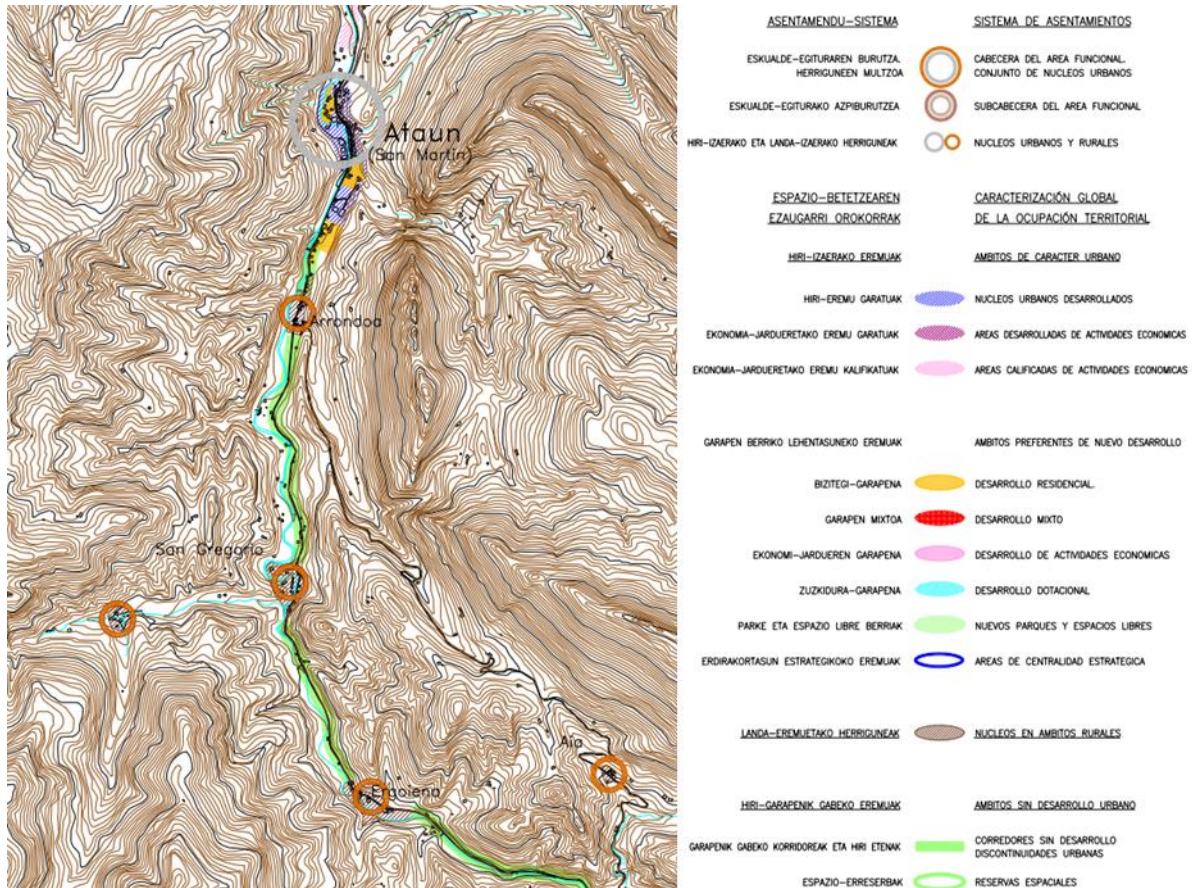 Ataun
(San Martín)
Arrondoa
San Gregorio
Aia
Ergoiena
ASENTAMENDU-SISTEMA SISTEMA DE ASENTAMIENTOS
ESKUALDE-EGITURAREN BURUTZA. CABECERA DEL AREA FUNCIONAL.
HERRIGUNEEN MULTZOA CONJUNTO DE NUCLEOS URBANOS
ESKUALDE-EGITURAKO AZPIBURUTZEA SUBCABECERA DEL AREA FUNCIONAL
HIRI-IZAERAKO ETA LANDA-IZAERAKO HERRIGUNEAK NUCLEOS URBANOS Y RURALES
ESPAZIO-BETETZEAREN CARACTERIZACIÓN GLOBAL
EZAUGARRI OROKORRAK DE LA OCUPACIÓN TERRITORIAL
HIRI-IZAERAKO EREMUAK AMBITOS DE CARACTER URBANO
HIRI-EREMU GARATUAK NUCLEOS URBANOS DESARROLLADOS
EKONOMIA-JARDUERETAKO EREMU GARATUAK AREAS DESARROLLADAS DE ACTIVIDADES ECONOMICAS
EKONOMIA-JARDUERETAKO EREMU KALIFIKATUAK AREAS CALIFICADAS DE ACTIVIDADES ECONOMICAS
GARAPEN BERRIKO LEHENTASUNEKO EREMUAK AMBITOS PREFERENTES DE NUEVO DESARROLLO
BIZITEGI-GARAPENA DESARROLLO RESIDENCIAL.
GARAPEN MIXTOA DESARROLLO MIXTO
EKONOMI-JARDUEREN GARAPENA DESARROLLO DE ACTIVIDADES ECONOMICAS
ZUZKIDURA-GARAPENA DESARROLLO DOTACIONAL
PARKE ETA ESPAZIO LIBRE BERRIAK NUEVOS PARQUES Y ESPACIOS LIBRES
ERDIRAKORTASUN ESTRATEGIKOKO EREMUAK AREAS DE CENTRALIDAD ESTRATEGICA
LANDA-EREMUETAKO HERRIGUNEAK NUCLEOS EN AMBITOS RURALES
HIRI-GARAPENIK GABEKO EREMUAK AMBITOS SIN DESARROLLO URBANO
GARAPENIK GABEKO KORRIDOREAK ETA HIRI ETENAK CORREDORES SIN DESARROLLO
DISCONTINUIDADES URBANAS
ESPAZIO-ERRESERBAK RESERVAS ESPACIALES